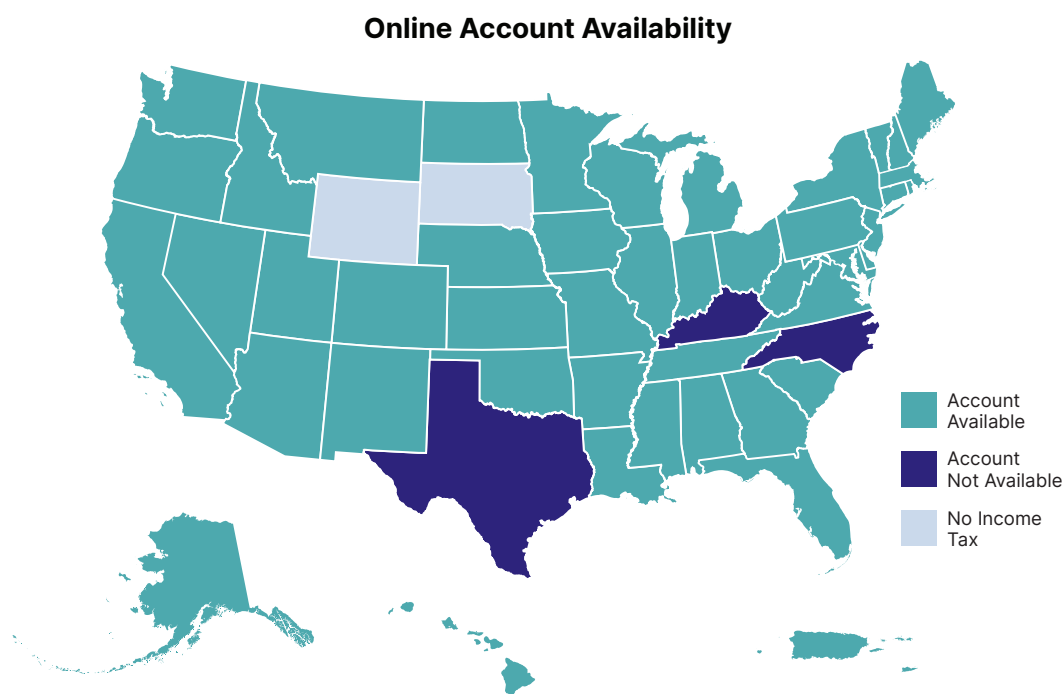 Online Account Availability
Account
Available
Account
Not Available
No Income
Tax